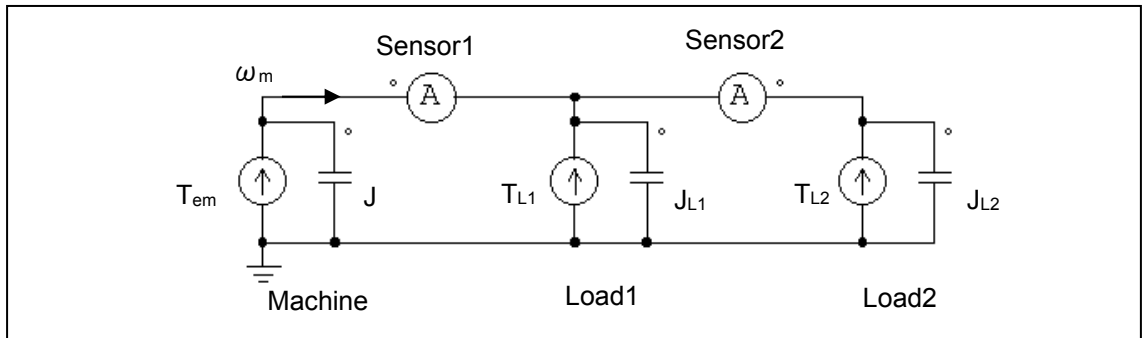 Sensor1
Sensor2
ωm
A
A
Tem
J
TL1
JL1
TL2
JL2
Machine
Load1
Load2